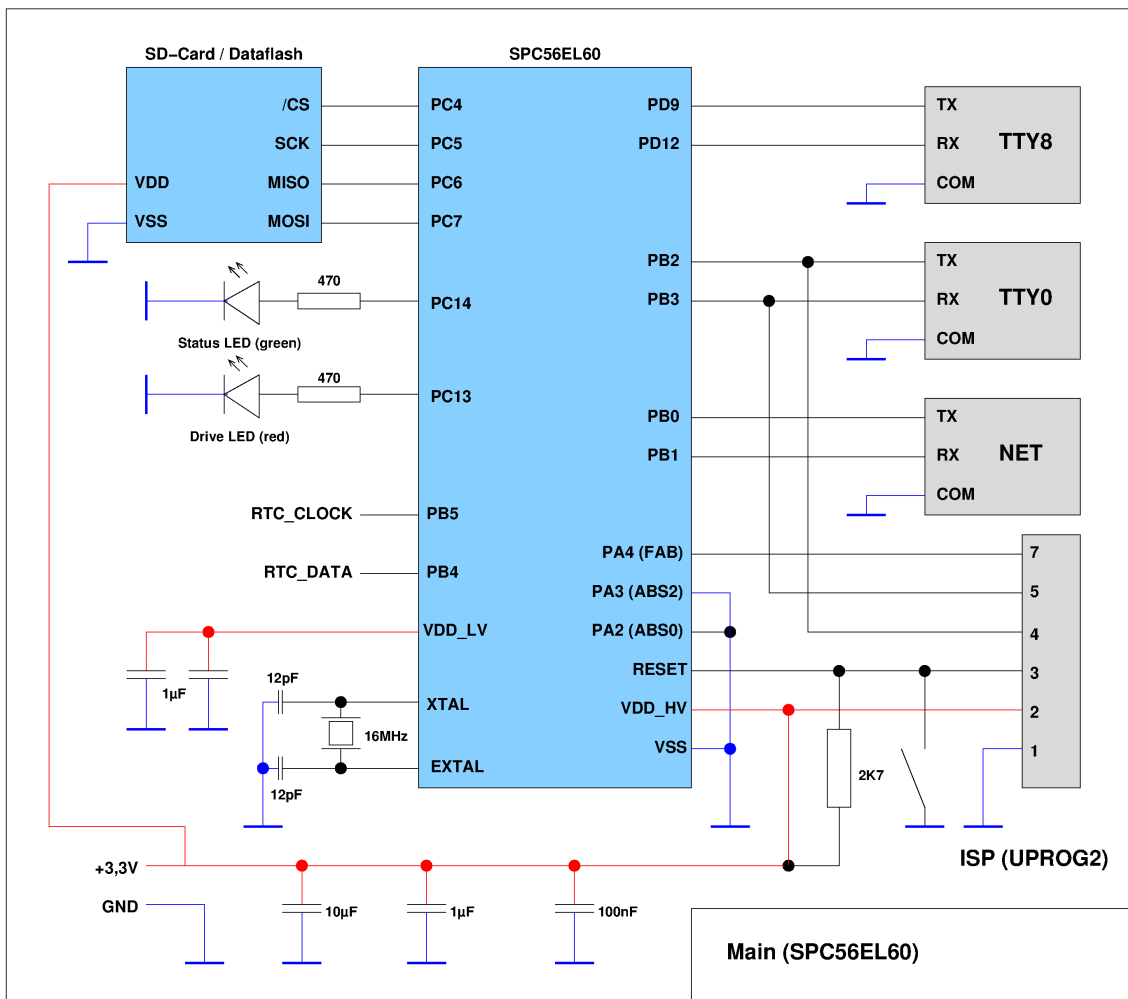 SD-Card / Dataflash
SPC56EL60
/CS
SCK
MISO
MOSI
VDD
VSS
PC4
PC5
PC6
PC7
PC14
PC13
PB5
PB4
VDD_LV
XTAL
EXTAL
PD9
PD12
PB2
PB3
PB0
PB1
PA4 (FAB)
PA3 (ABS2)
PA2 (ABS0)
RESET
VDD_HV
VSS
TX
RX
COM
TTY8
TX
RX
COM
TTY0
TX
RX
COM
NET
7
5
4
3
2
1
ISP (UPROG2)
470
Status LED (green)
470
Drive LED (red)
RTC_CLOCK
RTC_DATA
1µF
12pF
16MHz
12pF
2K7
+3,3V
GND
10µF
1µF
100nF
Main (SPC56EL60)